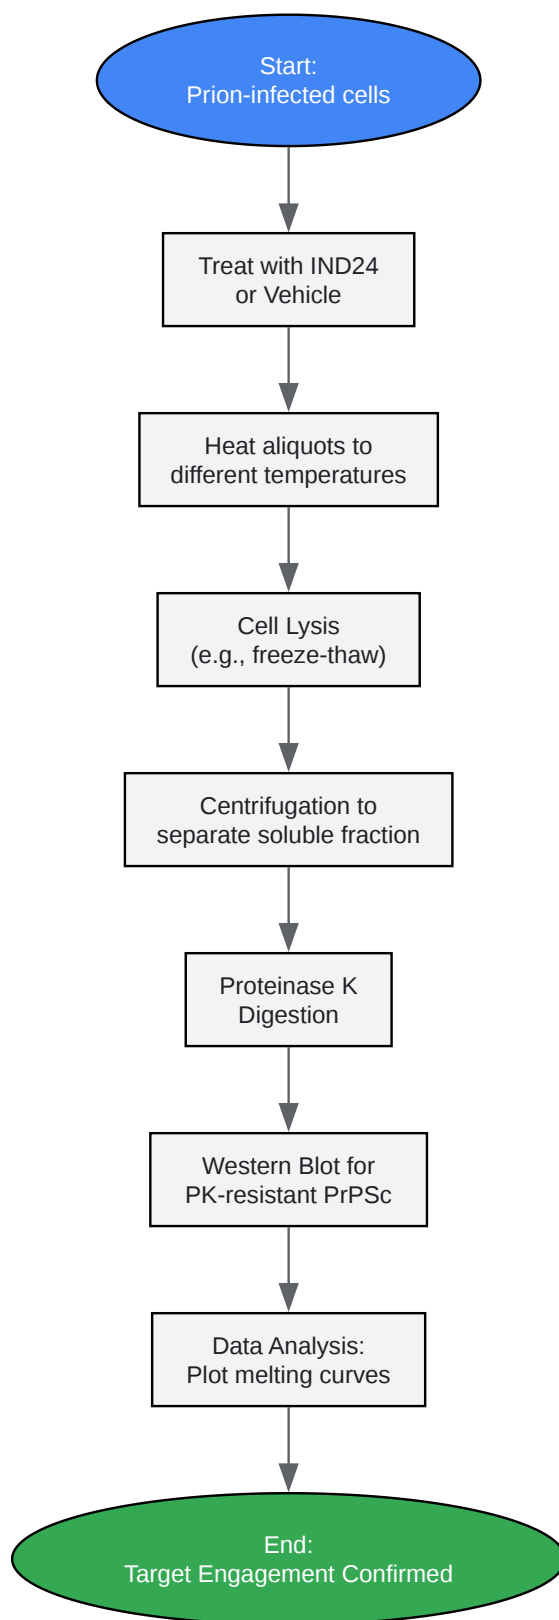 Start:
Prion-infected cells
Treat with IND24
or Vehicle
Heat aliquots to
different temperatures
Cell Lysis
(e.g., freeze-thaw)
Centrifugation to
separate soluble fraction
Proteinase K
Digestion
Western Blot for
PK-resistant PrPSc
Data Analysis:
Plot melting curves
End:
Target Engagement Confirmed